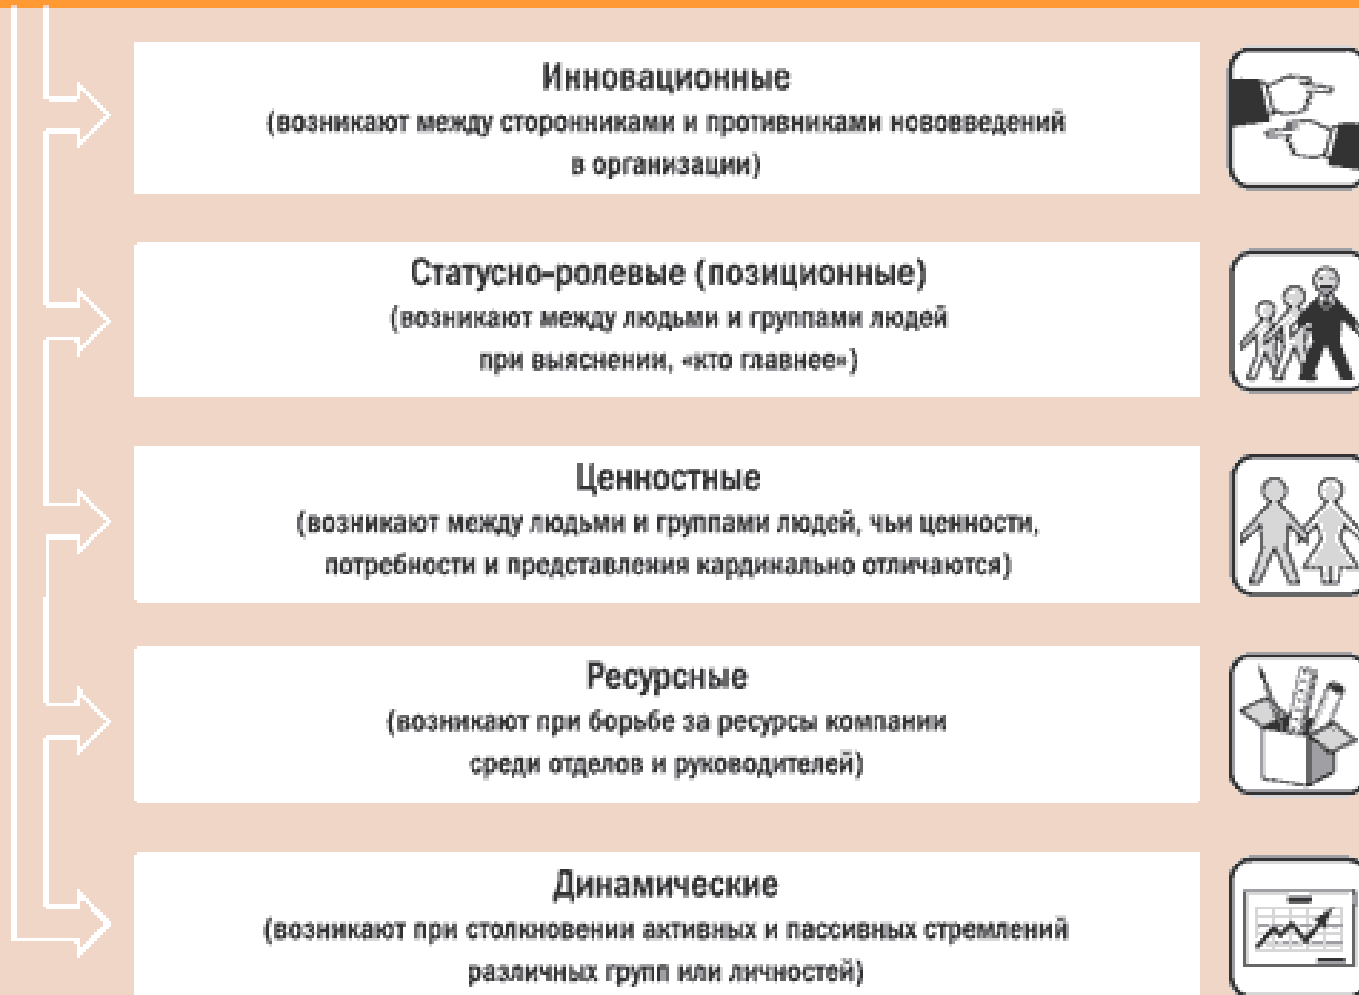 Инновационные
(возникают между сторонниками и противниками нововведений
в организации)
Статусно-ролевые (позиционные)
(возникают между людьми и группами людей
при выяснении, «кто главнее»)
Ценностные
(возникают между людьми и группами людей, чьи ценности,
потребности и представления кардинально отличаются)
Ресурсные
(возникают при борьбе за ресурсы компании
среди отделов и руководителей)
Динамические
(возникают при столкновении активных и пассивных стремлений
различных групп или личностей)